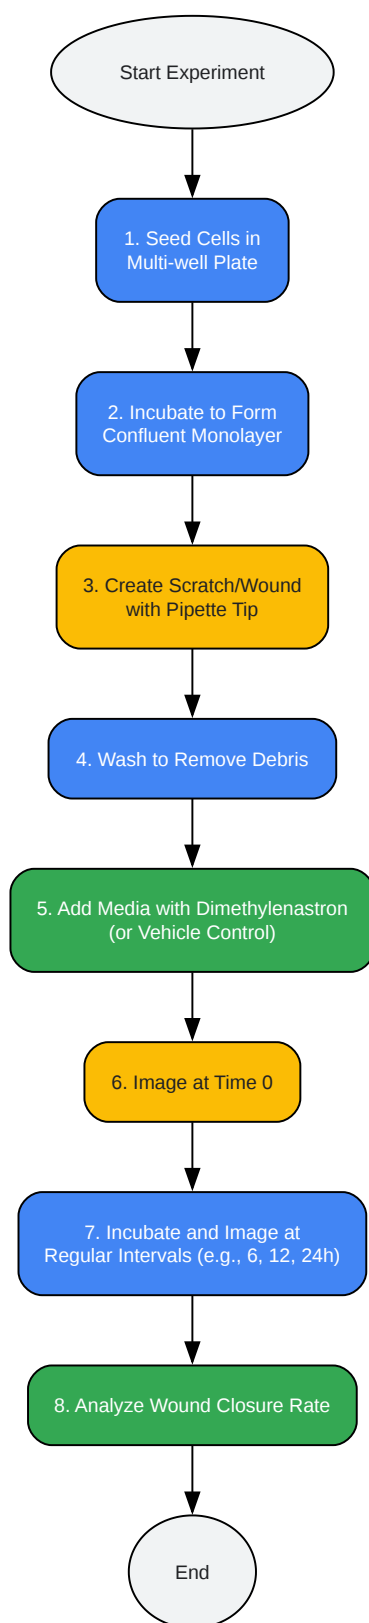 Start Experiment
1. Seed Cells in
Multi-well Plate
2. Incubate to Form
Confluent Monolayer
3. Create Scratch/Wound
with Pipette Tip
4. Wash to Remove Debris
5. Add Media with Dimethylenastron
(or Vehicle Control)
6. Image at Time 0
7. Incubate and Image at
Regular Intervals (e.g., 6, 12, 24h)
8. Analyze Wound Closure Rate
End